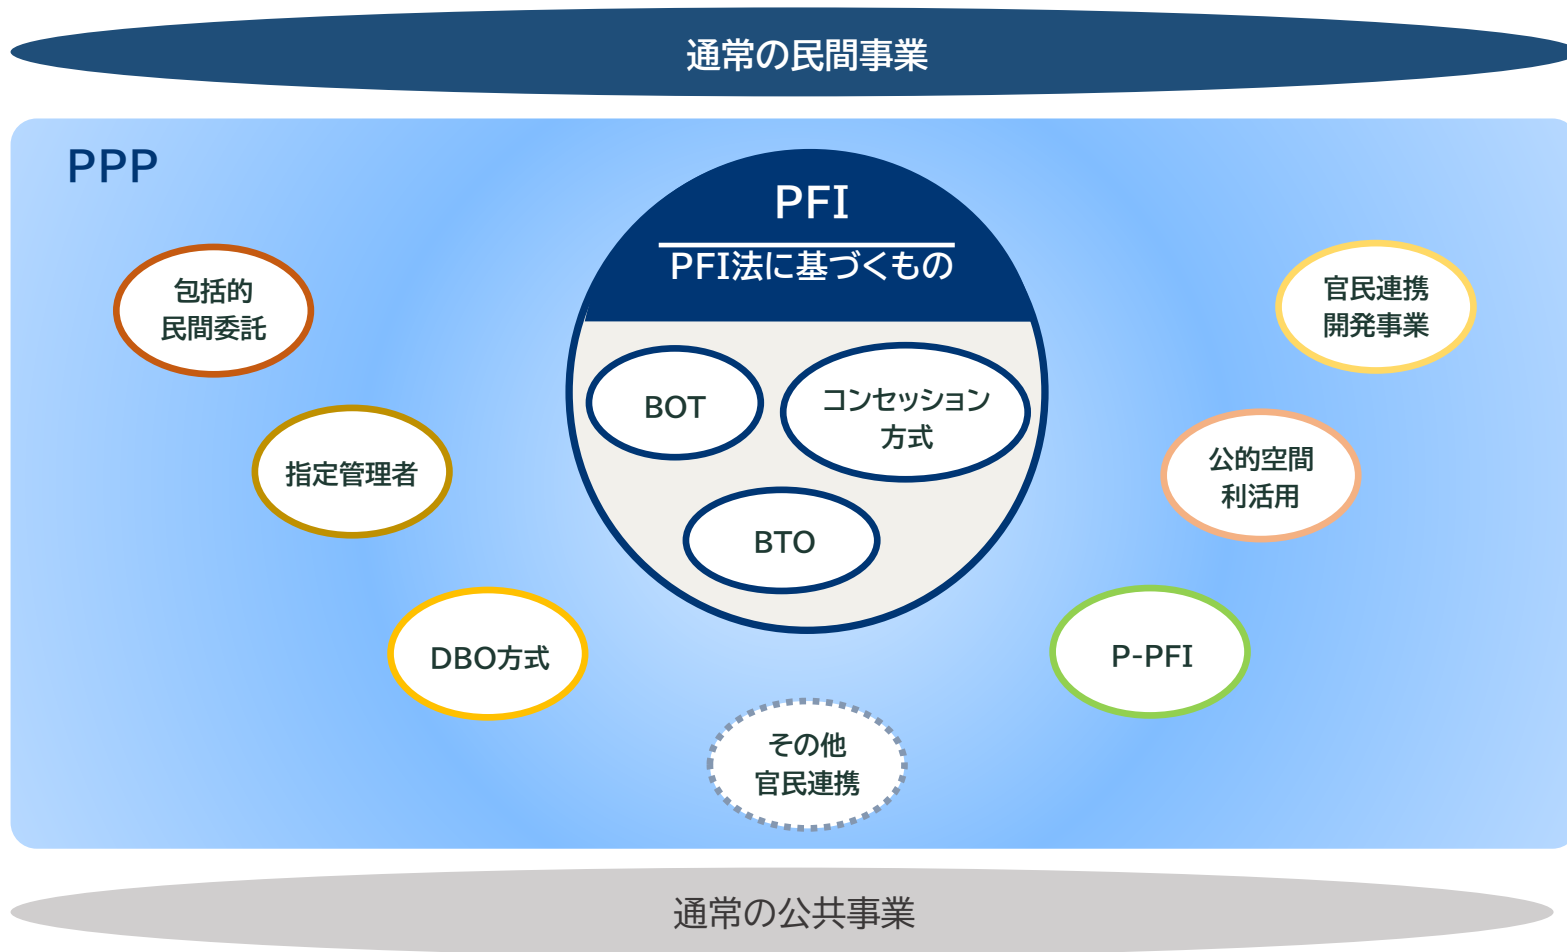 通常の民間事業
PPP
PFI
PFI法に基づくもの
包括的
民間委託
官民連携
開発事業
BOT
コンセッション
方式
指定管理者
公的空間
利活用
BTO
DBO方式
P-PFI
その他
官民連携
通常の公共事業